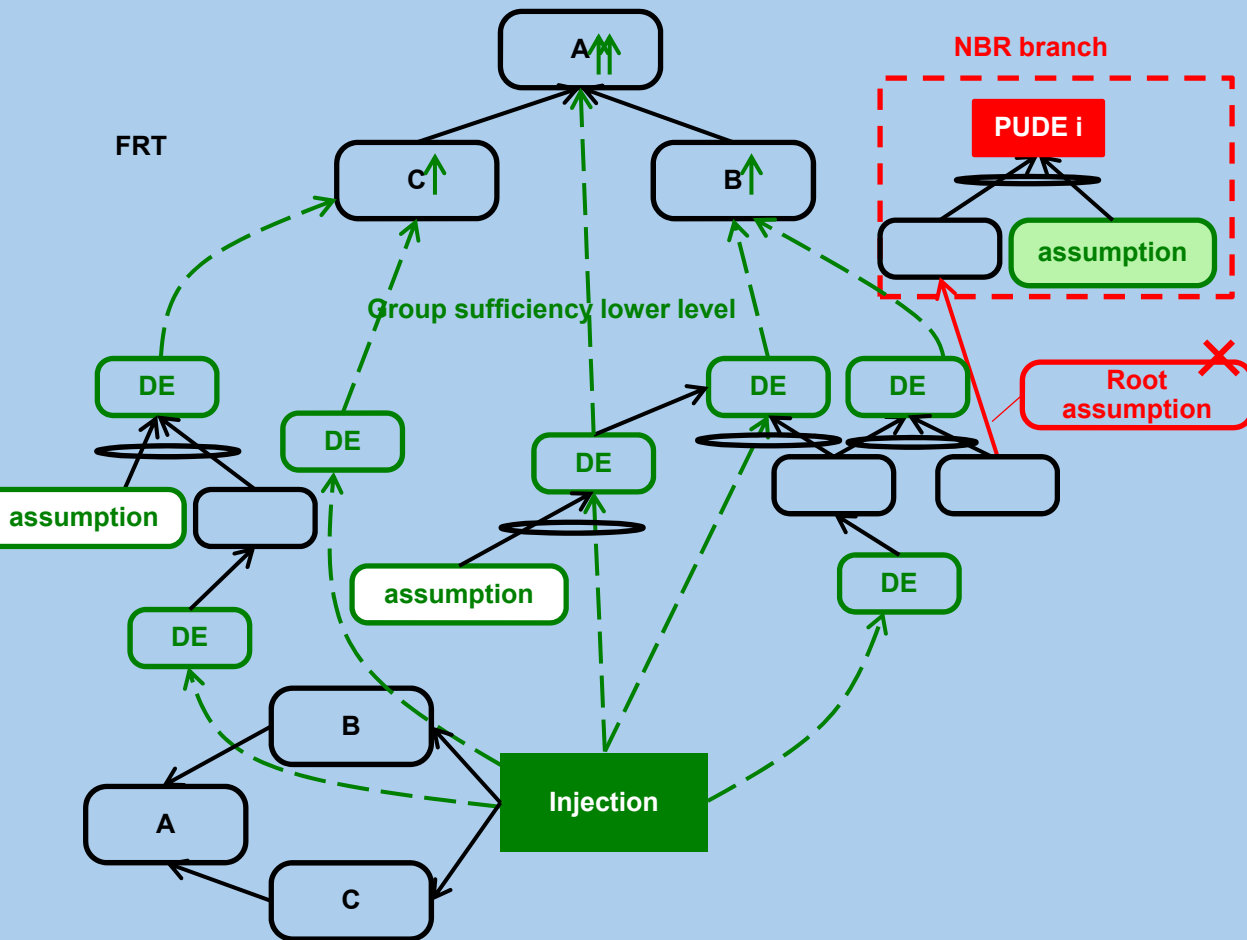 A
NBR branch
PUDE i
FRT
C
B
assumption
Group sufficiency lower level
DE
DE
DE
Root
assumption
DE
DE
assumption
assumption
DE
DE
B
Injection
A
C